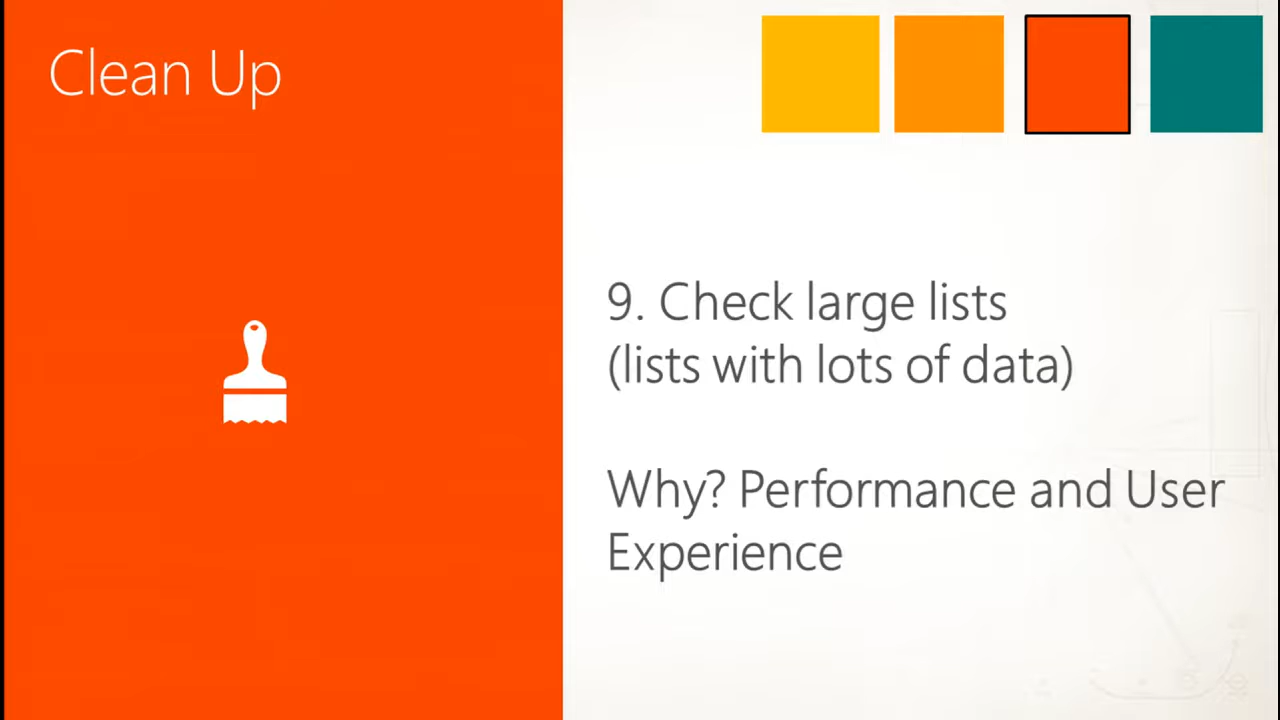 Clean Up
9. Check large lists
(lists with lots of data)
Why? Performance and User
Experience